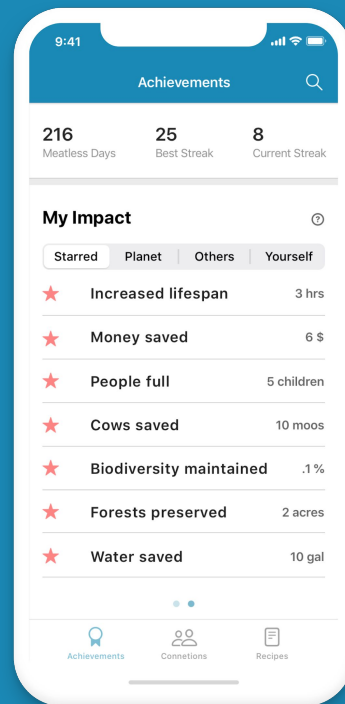 9:41
Achievements
216 25 8
Meatless Days Best Streak Current Streak
My Impact ?
Starred Planet Others Yourself
Increased lifespan 3 hrs
Money saved 6 $
People full 5 children
Cows saved 10 moos
Biodiversity maintained .1 %
Forests preserved 2 acres
Water saved 10 gal
Achievements Connetions Recipes